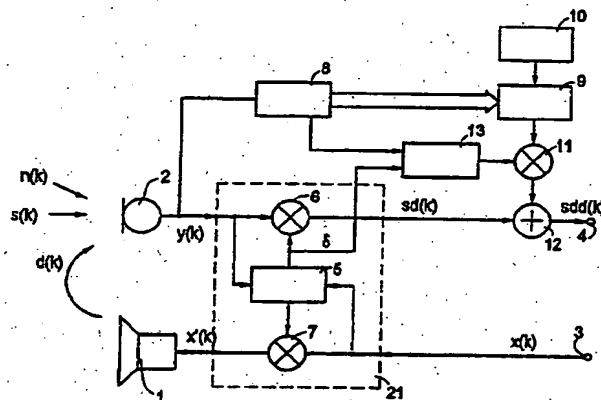 10
8
9
13
11
n(k)
2
s(k)
6
sd(k)
sdd(k)
y(k)
δ
12
4
d(k)
5
7
x'(k)
x(k)
3
1
21